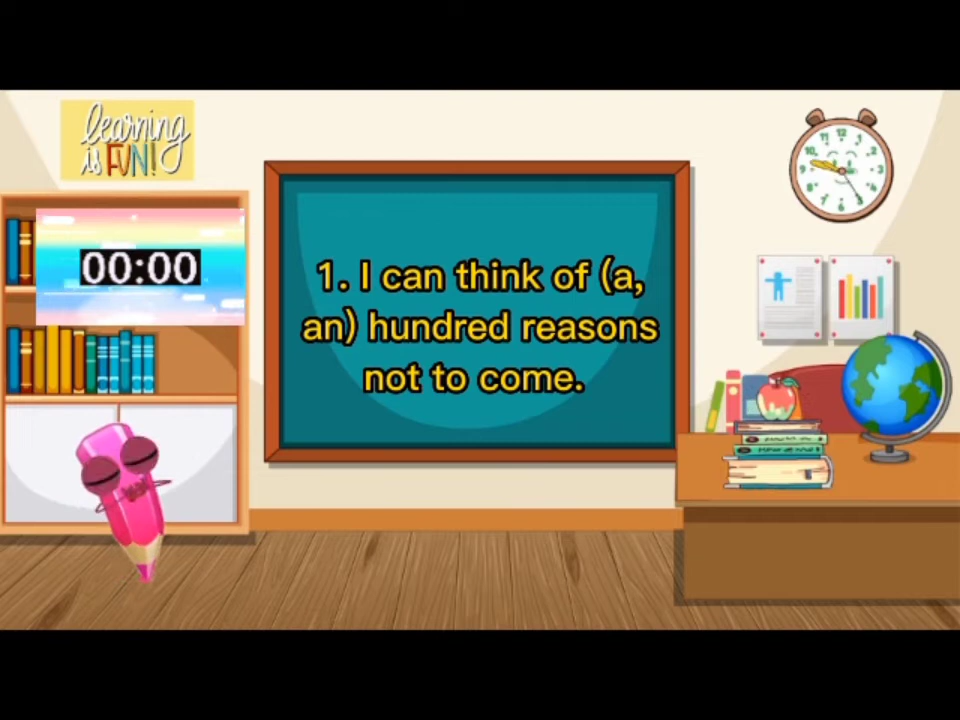 learning
is FUN!
00:00
1. I can think of (a,
an) hundred reasons
not to come.